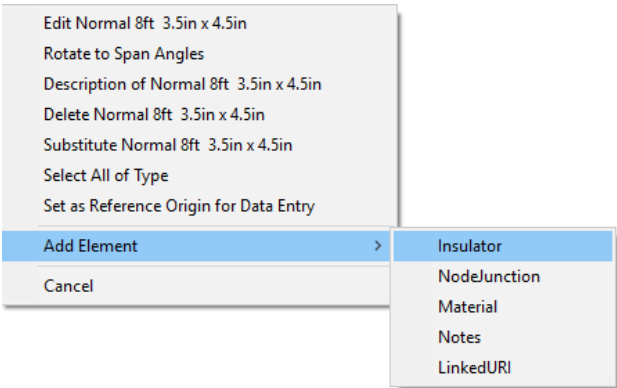 Edit Normal 8ft  3.5in x 4.5in
Rotate to Span Angles
Description of Normal 8ft  3.5in x 4.5in
Delete Normal 8ft  3.5in x 4.5in
Substitute Normal 8ft  3.5in x 4.5in
Select All of Type
Set as Reference Origin for Data Entry
Add Element >
Cancel
Insulator
NodeJunction
Material
Notes
LinkedURI